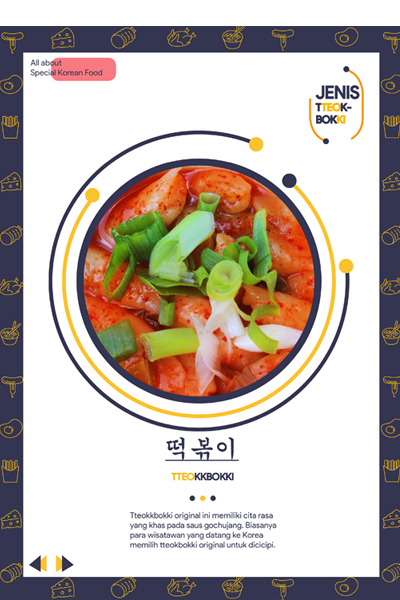 All about
Special Korean Food
JENIS
TTEOK-
BOKKI
떡볶이
TTEOKKBOKKI
Tteokkbokki original ini memiliki cita rasa
yang khas pada saus gochujang. Biasanya
para wisatawan yang datang ke Korea
memilih tteokbokki original untuk dicicipi.